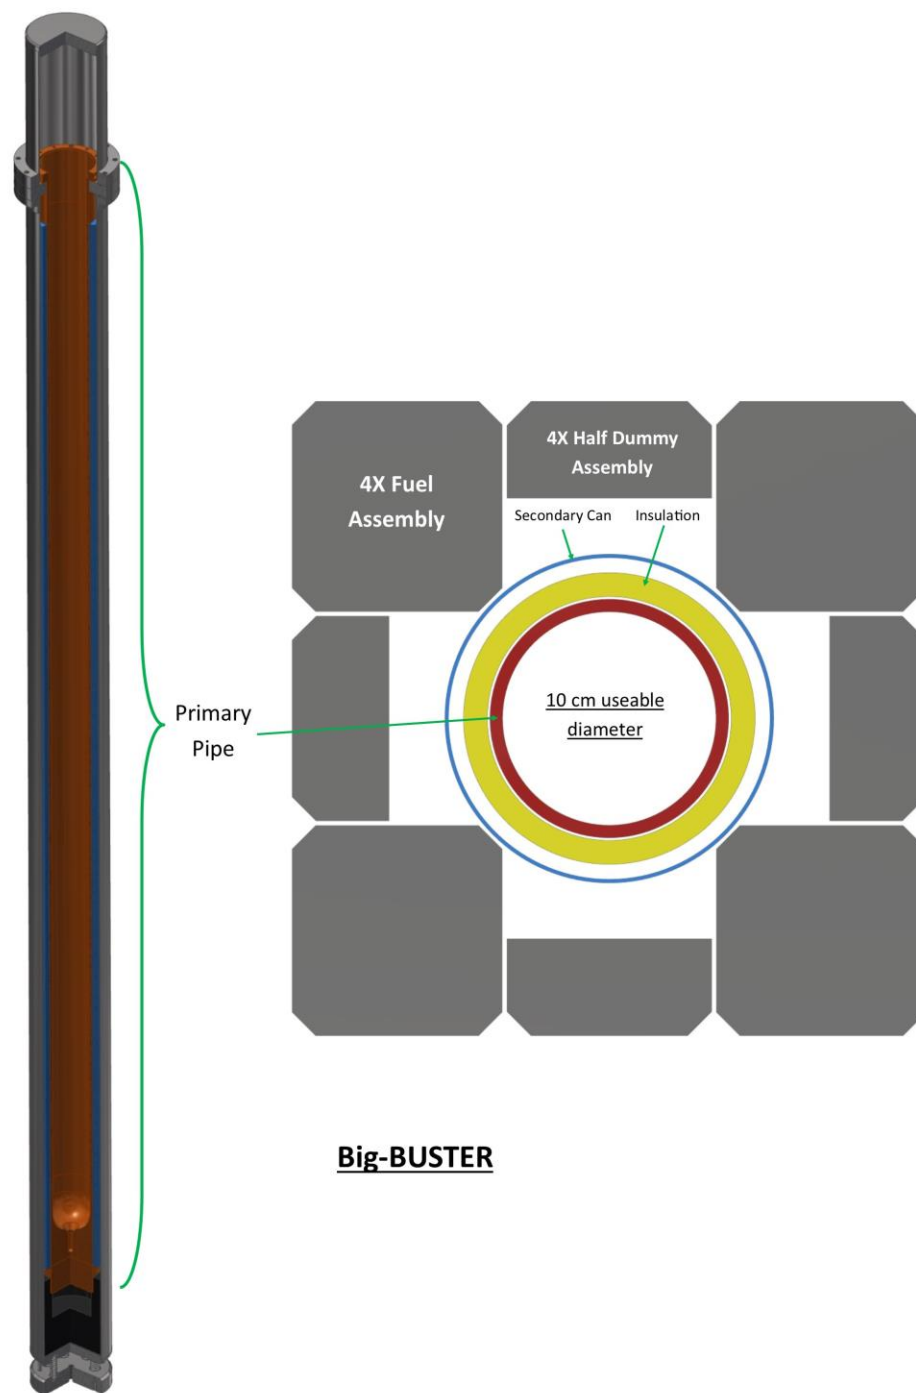 4X Half Dummy
Assembly
4X Fuel
Assembly
Secondary Can
Insulation
Primary
Pipe
10 cm useable
diameter
Big-BUSTER